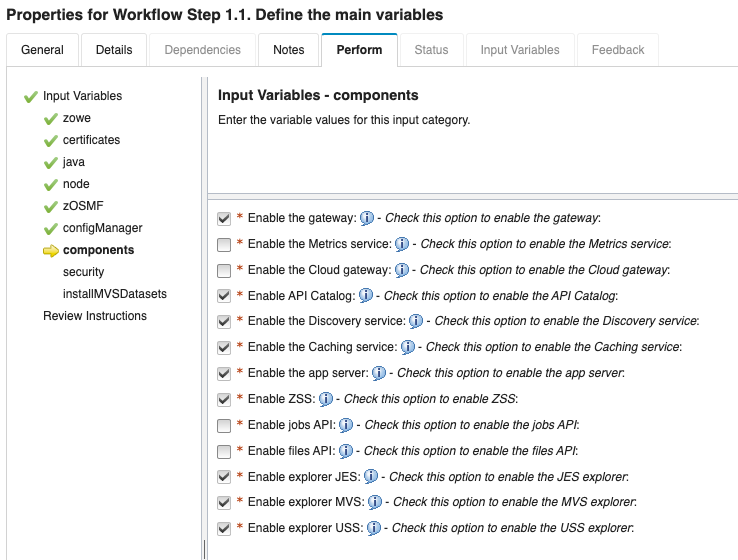 Properties for Workflow Step 1.1. Define the main variables
General Details Dependencies Notes Perform Status Input Variables Feedback
Input Variables
zowe
certificates
java
node
zOSMF
configManager
components
security
installMVSDatasets
Review Instructions
Input Variables - components
Enter the variable values for this input category.
* Enable the gateway: i - Check this option to enable the gateway:
* Enable the Metrics service: i - Check this option to enable the Metrics service:
* Enable the Cloud gateway: i - Check this option to enable the Cloud gateway:
* Enable API Catalog: i - Check this option to enable the API Catalog:
* Enable the Discovery service: i - Check this option to enable the Discovery service:
* Enable the Caching service: i - Check this option to enable the Caching service:
* Enable the app server: i - Check this option to enable the app server:
* Enable ZSS: i - Check this option to enable ZSS:
* Enable jobs API: i - Check this option to enable the jobs API:
* Enable files API: i - Check this option to enable the files API:
* Enable explorer JES: i - Check this option to enable the JES explorer:
* Enable explorer MVS: i - Check this option to enable the MVS explorer:
* Enable explorer USS: i - Check this option to enable the USS explorer: